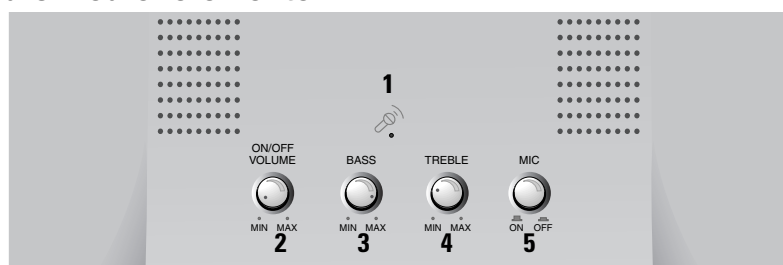 1
ON/OFF
VOLUME BASS TREBLE MIC
MIN MAX MIN MAX MIN MAX ON OFF
2 3 4 5